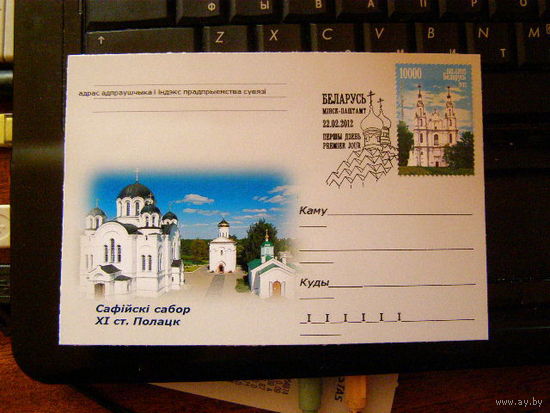 адрас адпраўшчыка і індэкс прадпрыемства сувязі
10000
БЕЛАРУСЬ
МІНСК-ПАШТАМТ
22.02.2012
ПЕРШЫ ДЗЕНЬ
PREMIER JOUR
Каму
Куды
Сафійскі сабор
XI ст. Полацк
www.ay.by